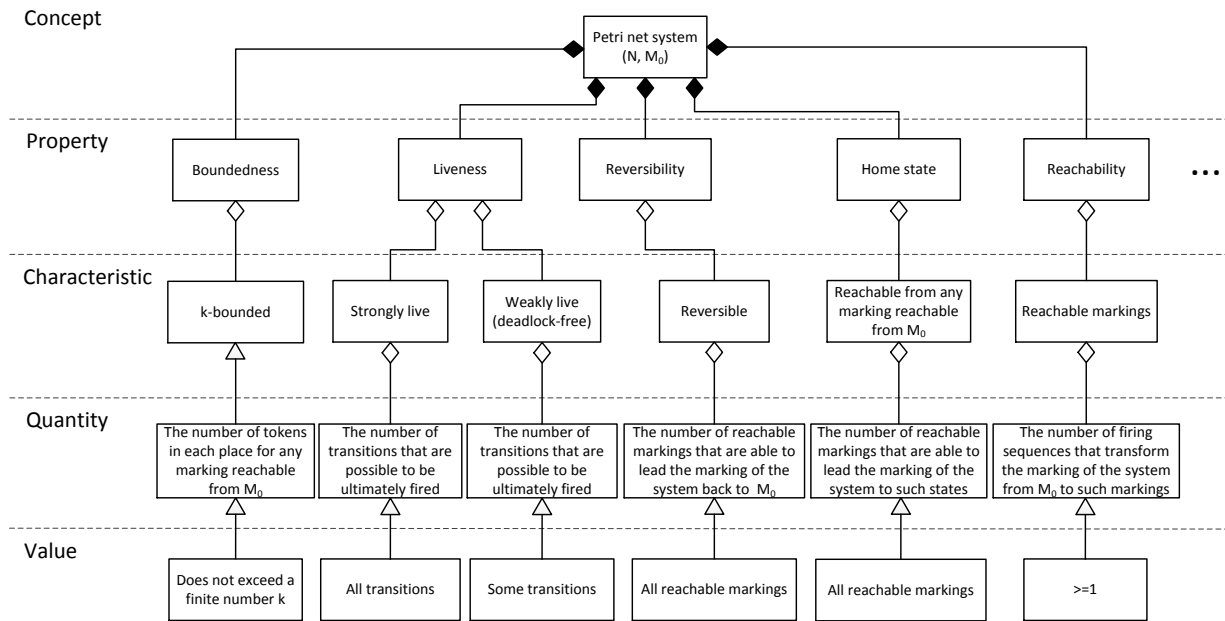 Concept
Petri net system
(N, M₀)
Property
Boundedness
Liveness
Reversibility
Home state
Reachability
...
Characteristic
k-bounded
Strongly live
Weakly live
(deadlock-free)
Reversible
Reachable from any
marking reachable
from M₀
Reachable markings
Quantity
The number of tokens
in each place for any
marking reachable
from M₀
The number of
transitions that are
possible to be
ultimately fired
The number of
transitions that are
possible to be
ultimately fired
The number of reachable
markings that are able to
lead the marking of the
system back to M₀
The number of reachable
markings that are able to
lead the marking of the
system to such states
The number of firing
sequences that transform
the marking of the system
from M₀ to such markings
Value
Does not exceed a
finite number k
All transitions
Some transitions
All reachable markings
All reachable markings
>=1